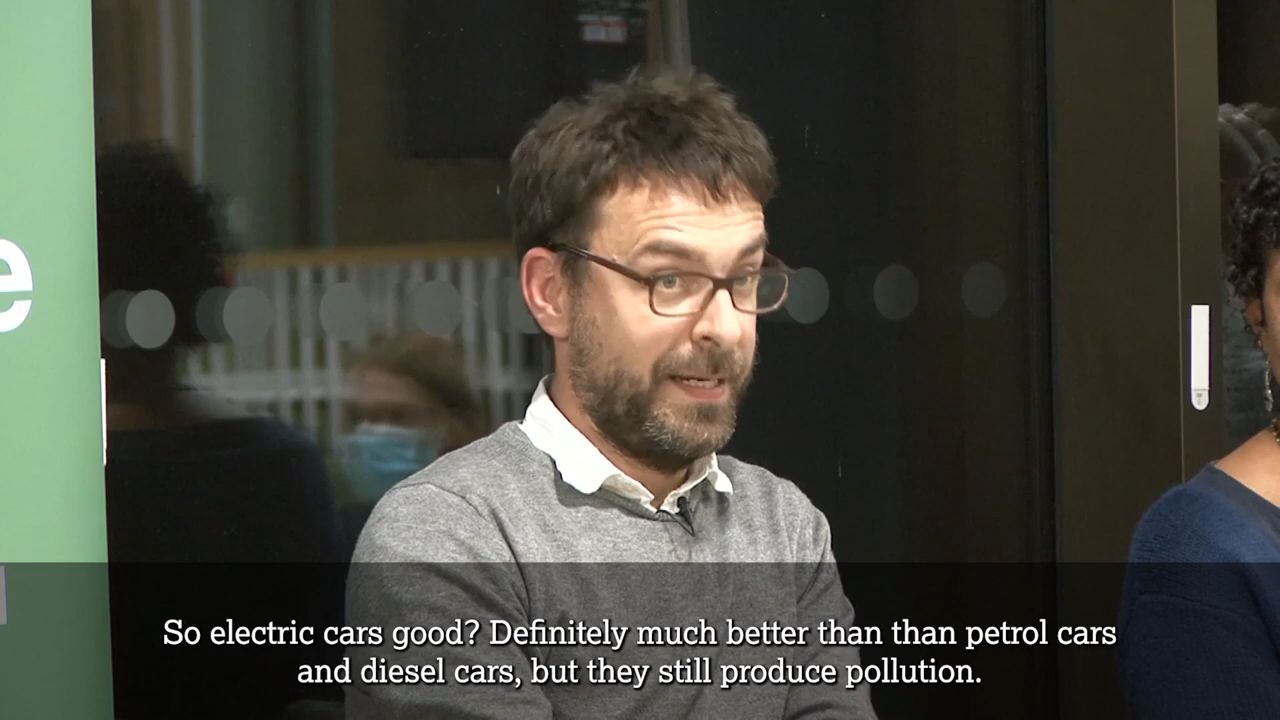 e
So electric cars good? Definitely much better than than petrol cars
and diesel cars, but they still produce pollution.